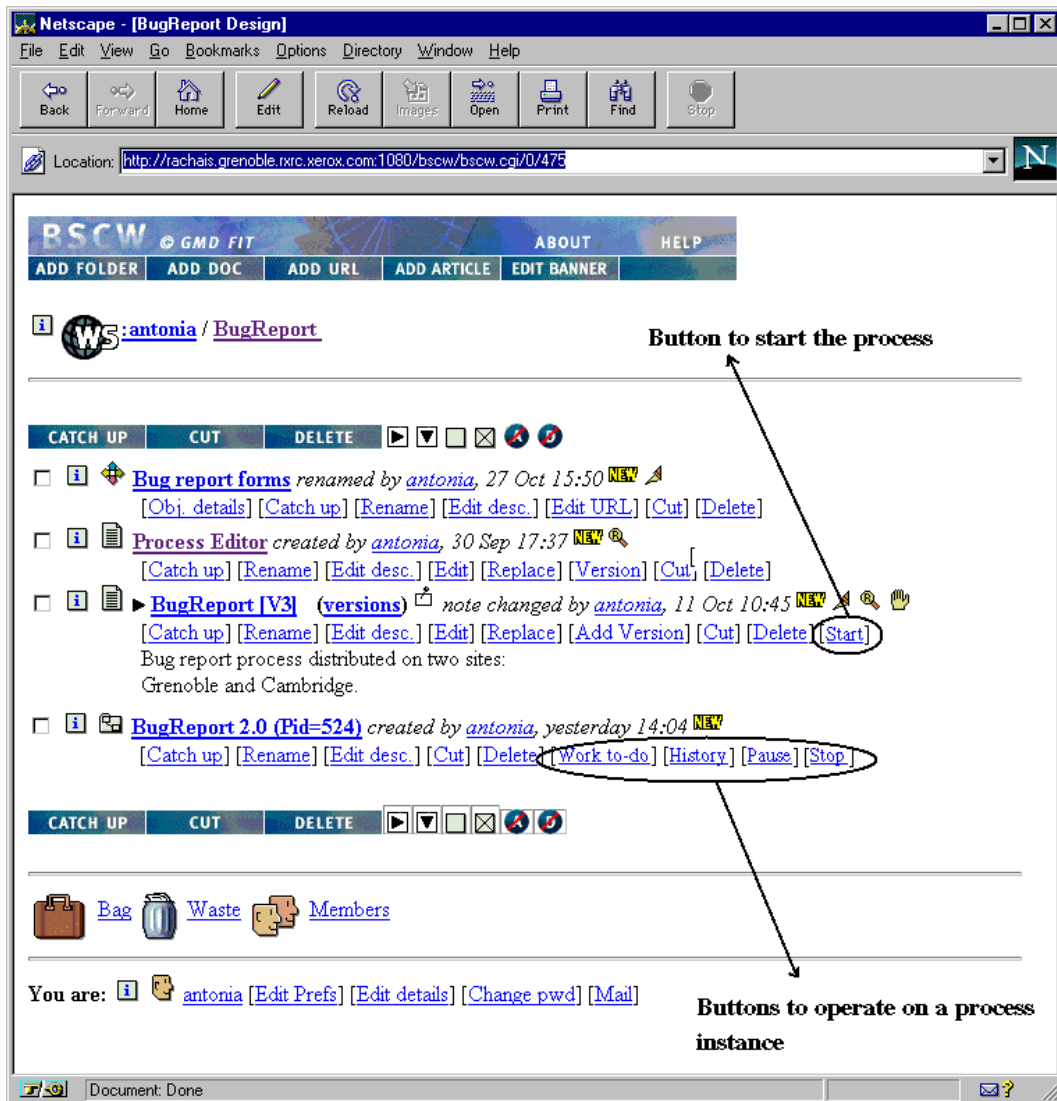 Netscape - [BugReport Design]
File Edit View Go Bookmarks Options Directory Window Help
Back Forward Home Edit Reload Images Open Print Find Stop
Location: http://rachais.grenoble.rxrc.xerox.com:1080/bscw/bscw.cgi/0/475
N
BSCW © GMD FIT ABOUT HELP
ADD FOLDER ADD DOC ADD URL ADD ARTICLE EDIT BANNER
i WS :antonia / BugReport
Button to start the process
CATCH UP CUT DELETE
i Bug report forms renamed by antonia, 27 Oct 15:50 NEW
[Obj. details] [Catch up] [Rename] [Edit desc.] [Edit URL] [Cut] [Delete]
i Process Editor created by antonia, 30 Sep 17:37 NEW R
[Catch up] [Rename] [Edit desc.] [Edit] [Replace] [Version] [Cut] [Delete]
i BugReport [V3] (versions) note changed by antonia, 11 Oct 10:45 NEW R
[Catch up] [Rename] [Edit desc.] [Edit] [Replace] [Add Version] [Cut] [Delete] [Start]
Bug report process distributed on two sites:
Grenoble and Cambridge.
i BugReport 2.0 (Pid=524) created by antonia, yesterday 14:04 NEW
[Catch up] [Rename] [Edit desc.] [Cut] [Delete] [Work to-do] [History] [Pause] [Stop]
CATCH UP CUT DELETE
Bag Waste Members
You are: i antonia [Edit Prefs] [Edit details] [Change pwd] [Mail]
Buttons to operate on a process
instance
Document: Done